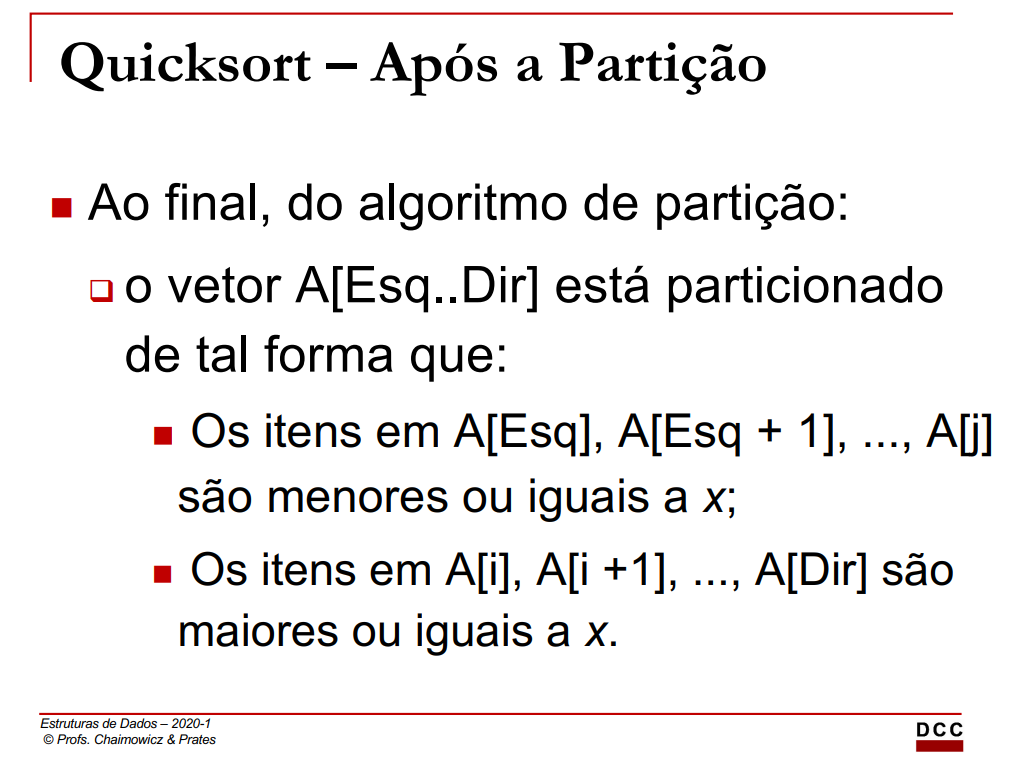 Quicksort – Após a Partição
Ao final, do algoritmo de partição:
o vetor A[Esq..Dir] está particionado
de tal forma que:
Os itens em A[Esq], A[Esq + 1], ..., A[j]
são menores ou iguais a x;
Os itens em A[i], A[i +1], ..., A[Dir] são
maiores ou iguais a x.
Estruturas de Dados – 2020-1
© Profs. Chaimowicz & Prates
DCC